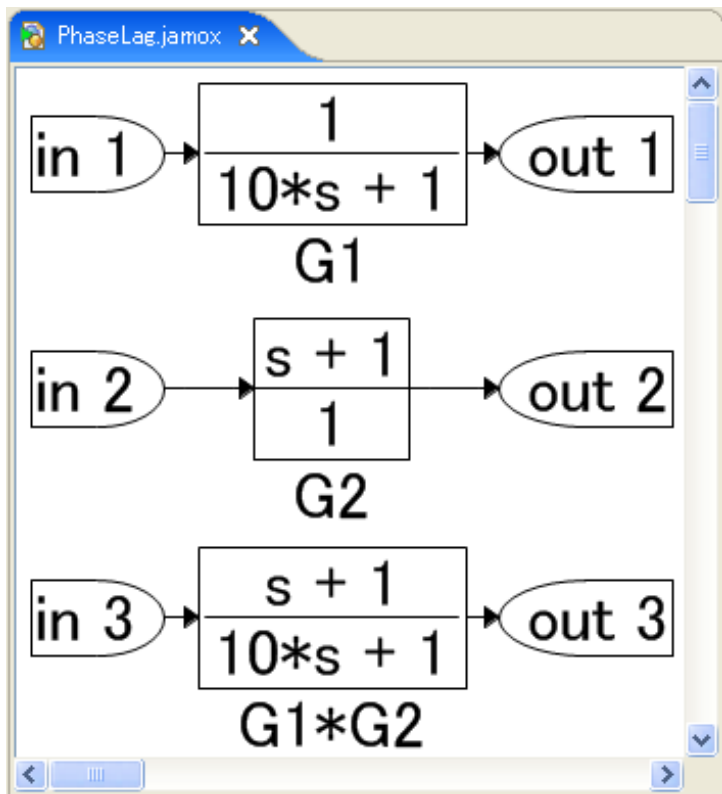 PhaseLag.jamox
in 1
1
10*s + 1
out 1
G1
in 2
s + 1
1
out 2
G2
in 3
s + 1
10*s + 1
out 3
G1*G2